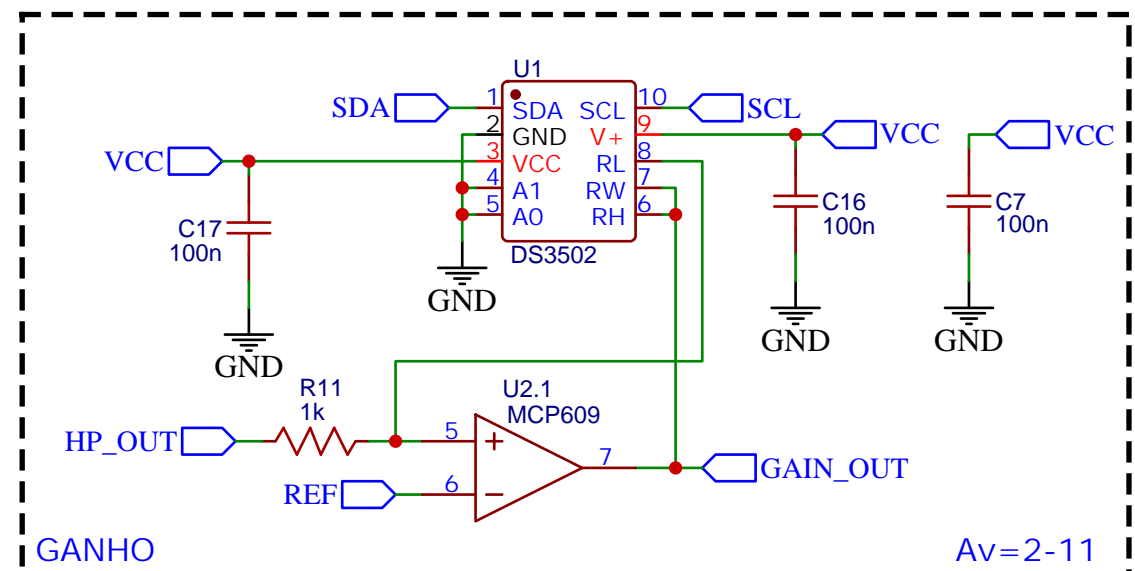 U1
SDA 1 SDA SCL 10 SCL
2 GND V+ 9 VCC VCC
VCC 3 VCC RL 8
4 A1 RW 7
5 A0 RH 6
C17
100n
C16
100n
C7
100n
DS3502
GND
GND
GND
GND
R11
1k
U2.1
MCP609
HP_OUT 5 +
7 GAIN_OUT
REF 6 −
GANHO
Av=2-11